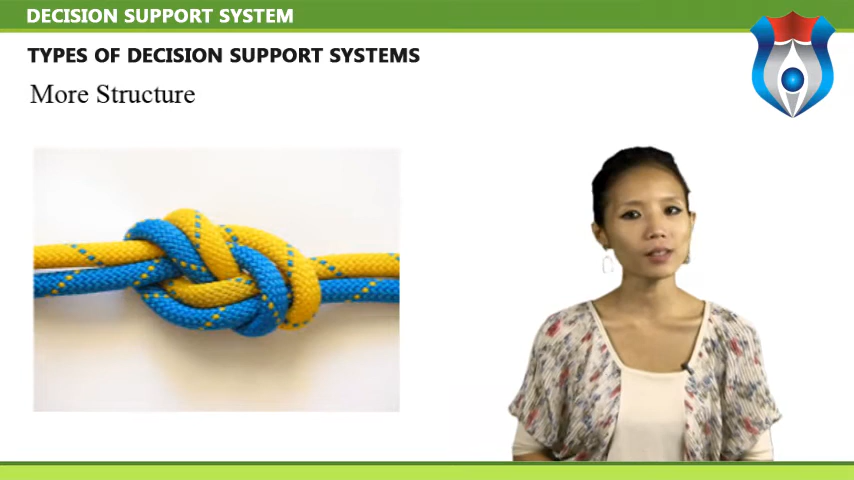 DECISION SUPPORT SYSTEM
TYPES OF DECISION SUPPORT SYSTEMS
More Structure